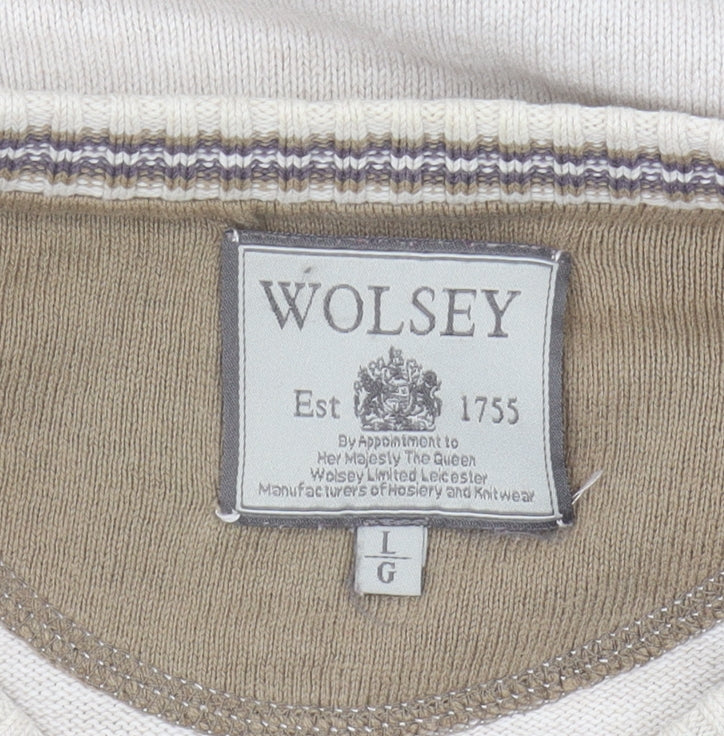 WOLSEY
Est 1755
By Appointment to
Her Majesty The Queen
Wolsey Limited Leicester
Manufacturers of Hosiery and Knitwear
L
G